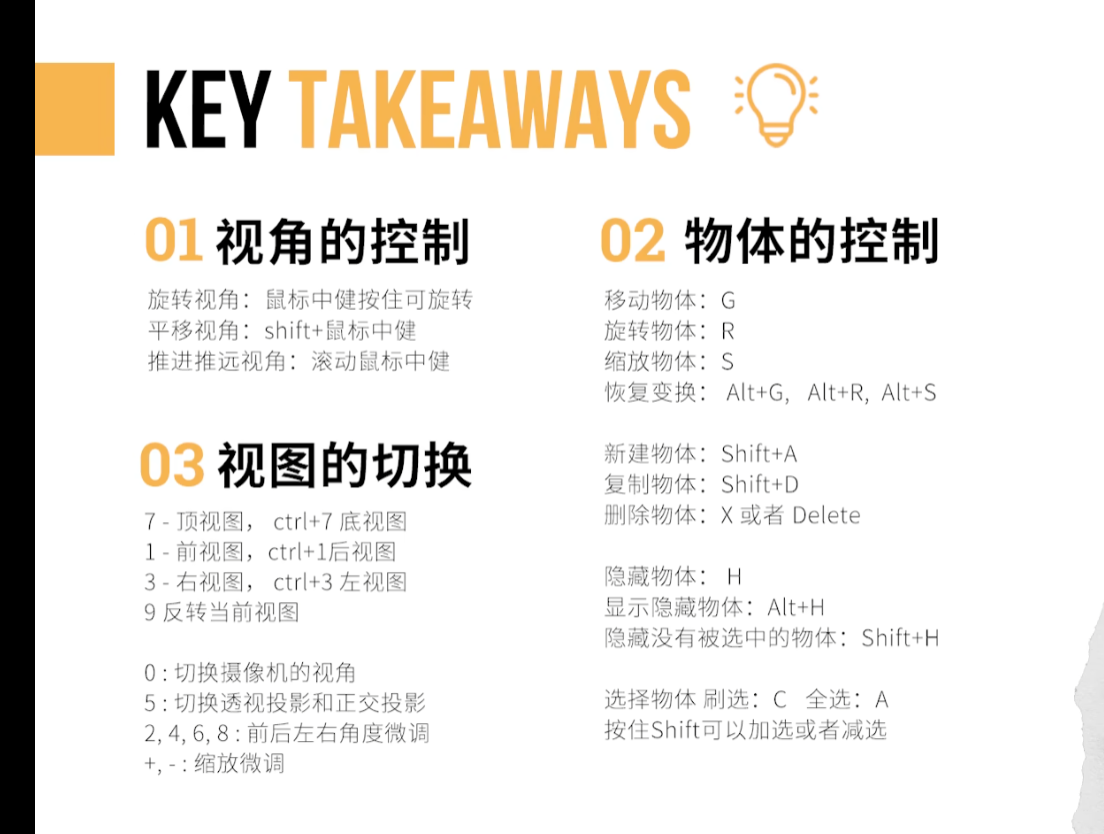 KEY TAKEAWAYS
01 视角的控制
旋转视角：鼠标中健按住可旋转
平移视角：shift+鼠标中健
推进推远视角：滚动鼠标中健
02 物体的控制
移动物体：G
旋转物体：R
缩放物体：S
恢复变换： Alt+G, Alt+R, Alt+S
新建物体：Shift+A
复制物体：Shift+D
删除物体：X 或者 Delete
隐藏物体： H
显示隐藏物体：Alt+H
隐藏没有被选中的物体：Shift+H
选择物体 刷选：C 全选：A
按住Shift可以加选或者减选
03 视图的切换
7 - 顶视图， ctrl+7 底视图
1 - 前视图，ctrl+1后视图
3 - 右视图， ctrl+3 左视图
9 反转当前视图
0 : 切换摄像机的视角
5 : 切换透视投影和正交投影
2, 4, 6, 8 : 前后左右角度微调
+, - : 缩放微调